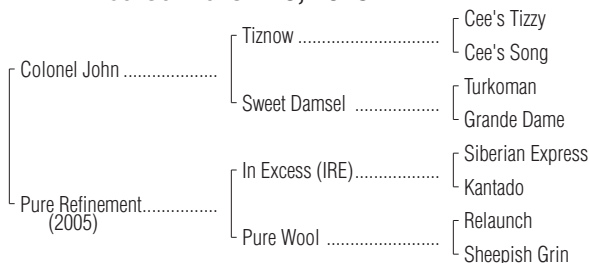 Cee's Tizzy
Tiznow ................................
Cee's Song
Colonel John .....................
Turkoman
Sweet Damsel ...................
Grande Dame
Siberian Express
In Excess (IRE)...................
Kantado
Pure Refinement.................
(2005)
Relaunch
Pure Wool .........................
Sheepish Grin